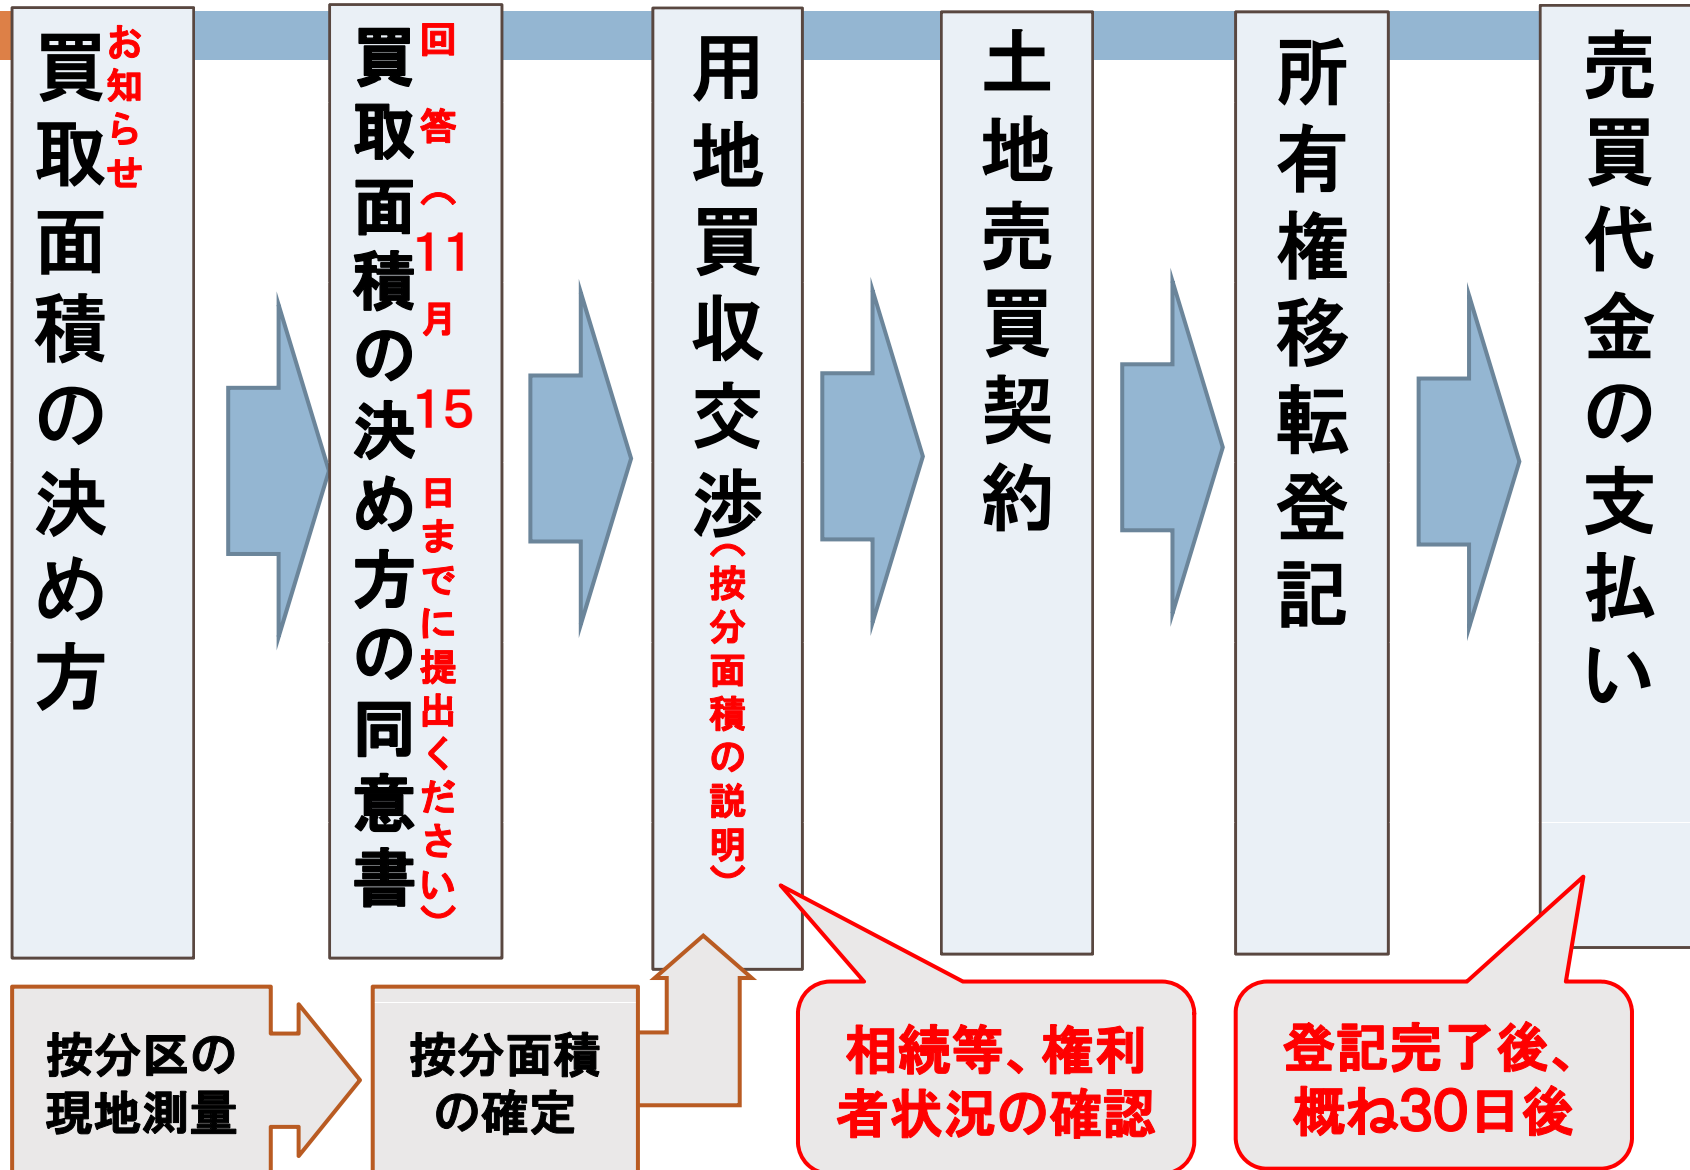 買取面積の決め方
お知らせ
買取面積の決め方の同意書
回答（11月15日までに提出ください）
用地買収交渉（按分面積の説明）
土地売買契約
所有権移転登記
売買代金の支払い
按分区の
現地測量
按分面積
の確定
相続等、権利
者状況の確認
登記完了後、
概ね30日後